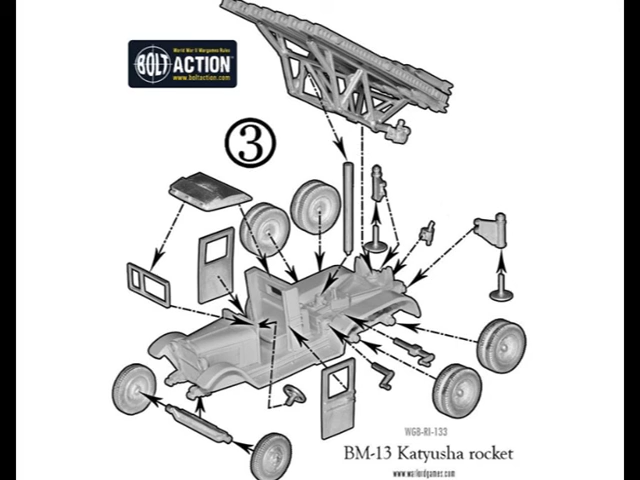 World War II Wargames Rules
BOLT ACTION
www.boltaction.com
3
WGB-RI-133
BM-13 Katyusha rocket
www.warlordgames.com